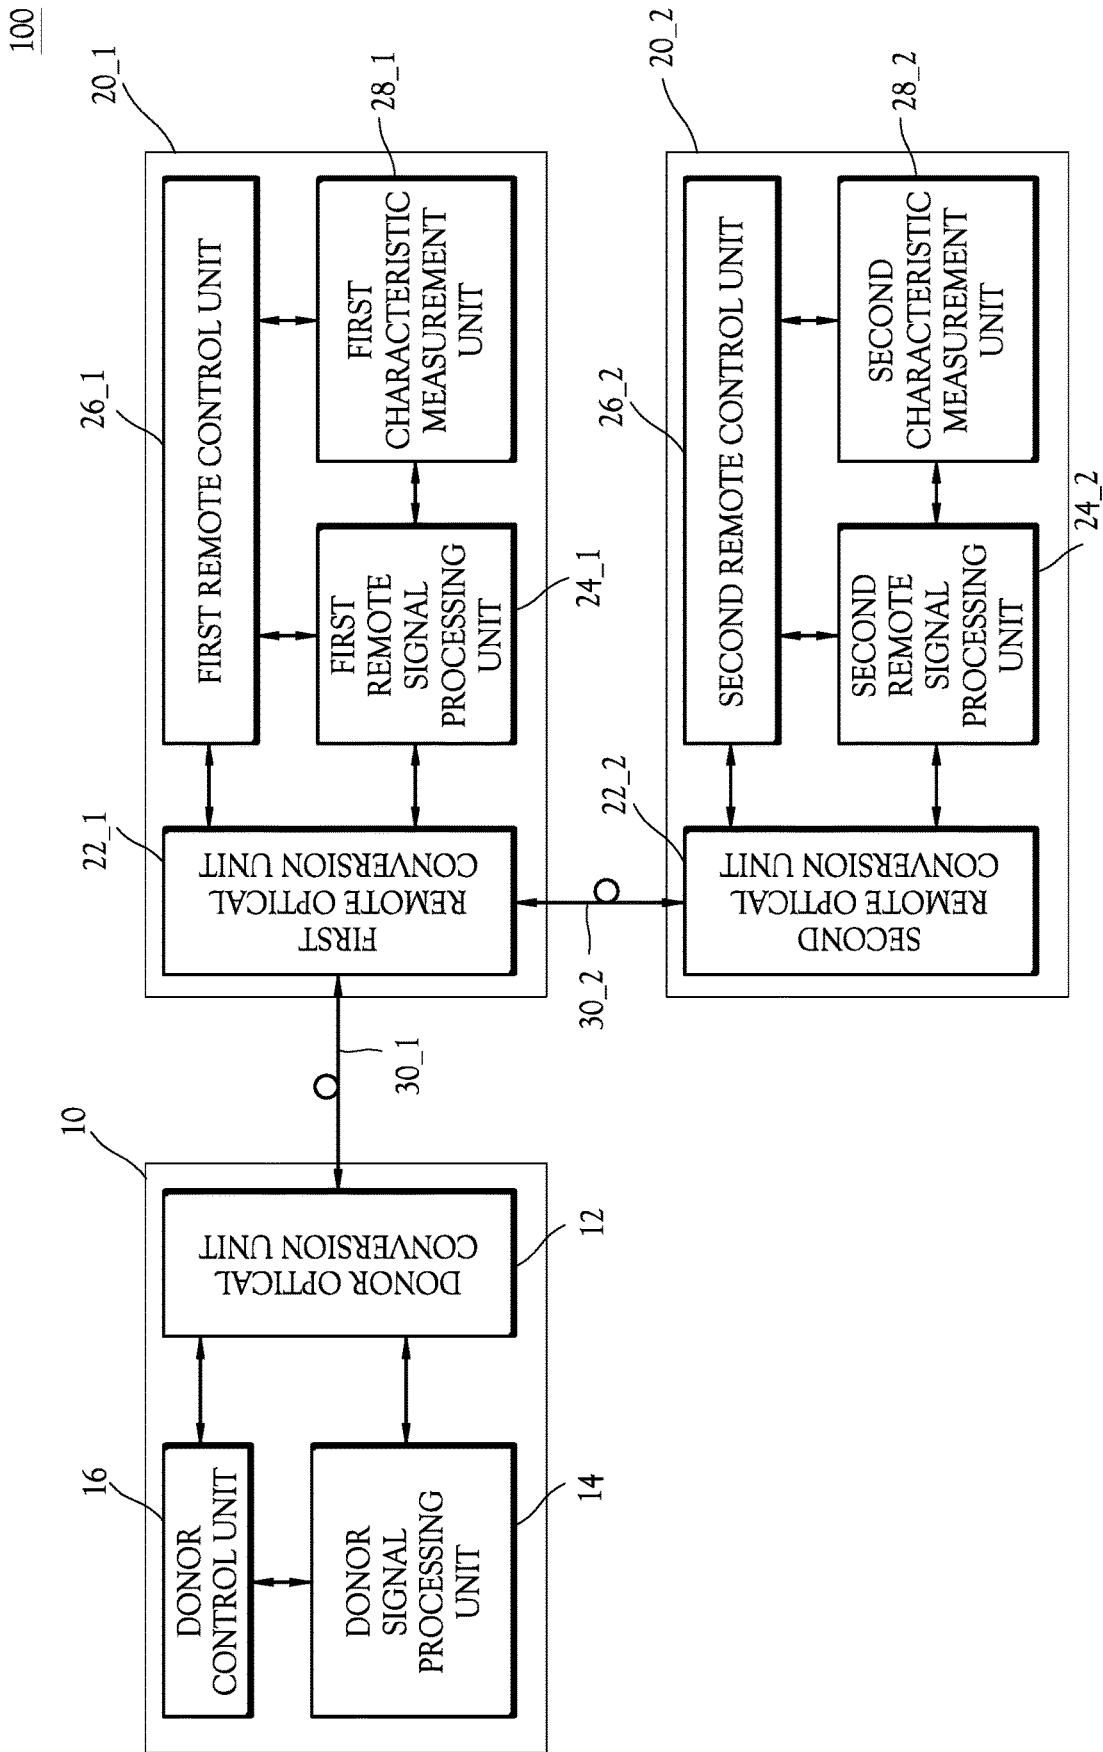 100
10
16
DONOR
CONTROL UNIT
DONOR
SIGNAL
PROCESSING
UNIT
14
DONOR OPTICAL
CONVERSION UNIT
12
30_1
20_1
22_1
FIRST
REMOTE OPTICAL
CONVERSION UNIT
26_1
FIRST REMOTE CONTROL UNIT
FIRST
REMOTE
SIGNAL
PROCESSING
UNIT
24_1
FIRST
CHARACTERISTIC
MEASUREMENT
UNIT
28_1
30_2
20_2
22_2
SECOND
REMOTE OPTICAL
CONVERSION UNIT
26_2
SECOND REMOTE CONTROL UNIT
SECOND
REMOTE
SIGNAL
PROCESSING
UNIT
24_2
SECOND
CHARACTERISTIC
MEASUREMENT
UNIT
28_2